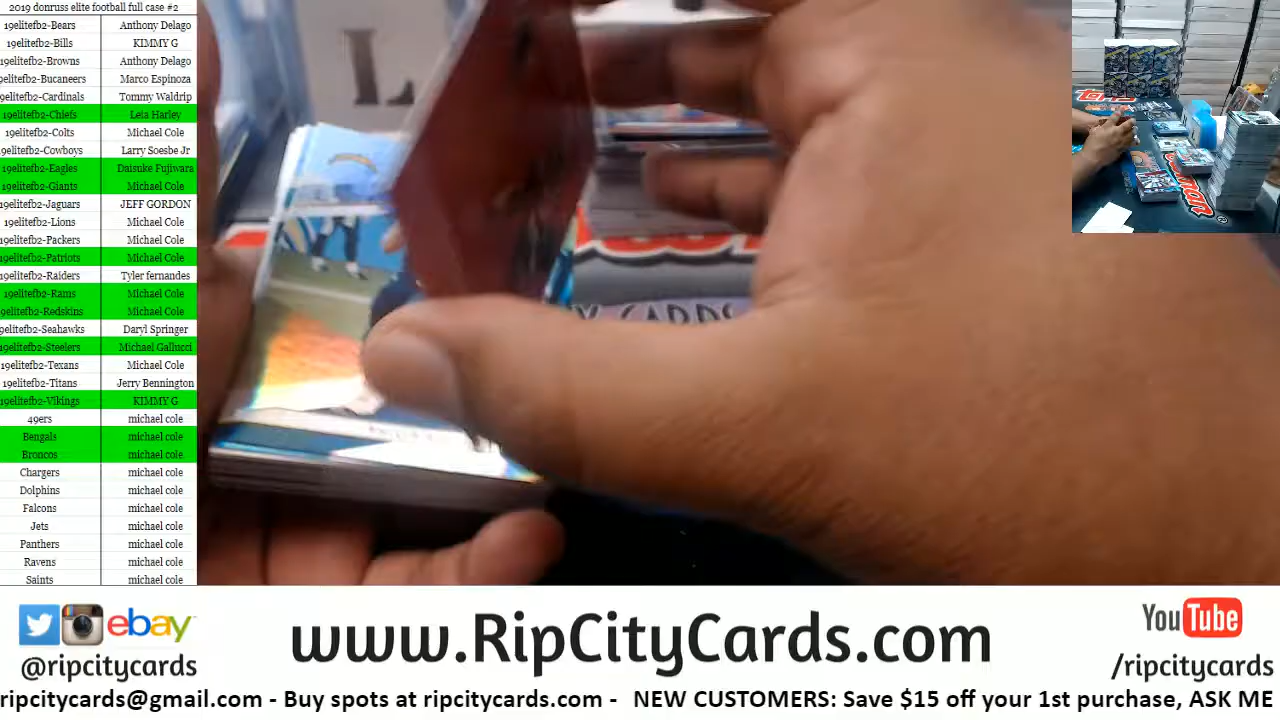 2019 donruss elite football full case #2
19elitefb2-Bears Anthony Delago
19elitefb2-Bills KIMMY G
19elitefb2-Browns Anthony Delago
9elitefb2-Bucaneers Marco Espinoza
9elitefb2-Cardinals Tommy Waldrip
19elitefb2-Chiefs Leia Harley
19elitefb2-Colts Michael Cole
19elitefb2-Cowboys Larry Soesbe Jr
19elitefb2-Eagles Daisuke Fujiwara
19elitefb2-Giants Michael Cole
19elitefb2-Jaguars JEFF GORDON
19elitefb2-Lions Michael Cole
19elitefb2-Packers Michael Cole
19elitefb2-Patriots Michael Cole
19elitefb2-Raiders Tyler fernandes
19elitefb2-Rams Michael Cole
19elitefb2-Redskins Michael Cole
9elitefb2-Seahawks Daryl Springer
19elitefb2-Steelers Michael Gallucci
19elitefb2-Texans Michael Cole
19elitefb2-Titans Jerry Bennington
19elitefb2-Vikings KIMMY G
49ers michael cole
Bengals michael cole
Broncos michael cole
Chargers michael cole
Dolphins michael cole
Falcons michael cole
Jets michael cole
Panthers michael cole
Ravens michael cole
Saints michael cole
CARDS
ebay
@ripcitycards
www.RipCityCards.com
YouTube
/ripcitycards
ripcitycards@gmail.com - Buy spots at ripcitycards.com - NEW CUSTOMERS: Save $15 off your 1st purchase, ASK ME